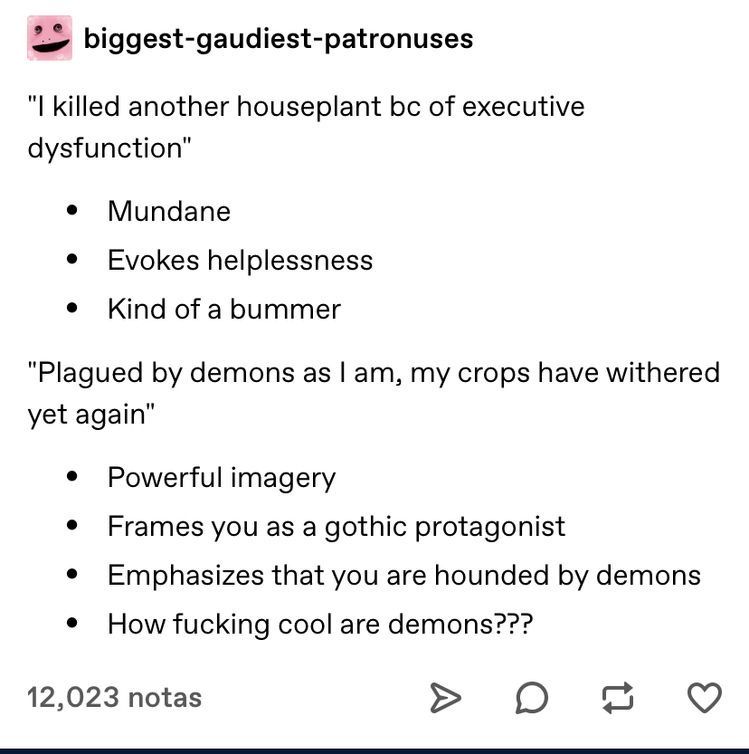 biggest-gaudiest-patronuses
"I killed another houseplant bc of executive
dysfunction"
• Mundane
• Evokes helplessness
• Kind of a bummer
"Plagued by demons as I am, my crops have withered
yet again"
• Powerful imagery
• Frames you as a gothic protagonist
• Emphasizes that you are hounded by demons
• How fucking cool are demons???
12,023 notas